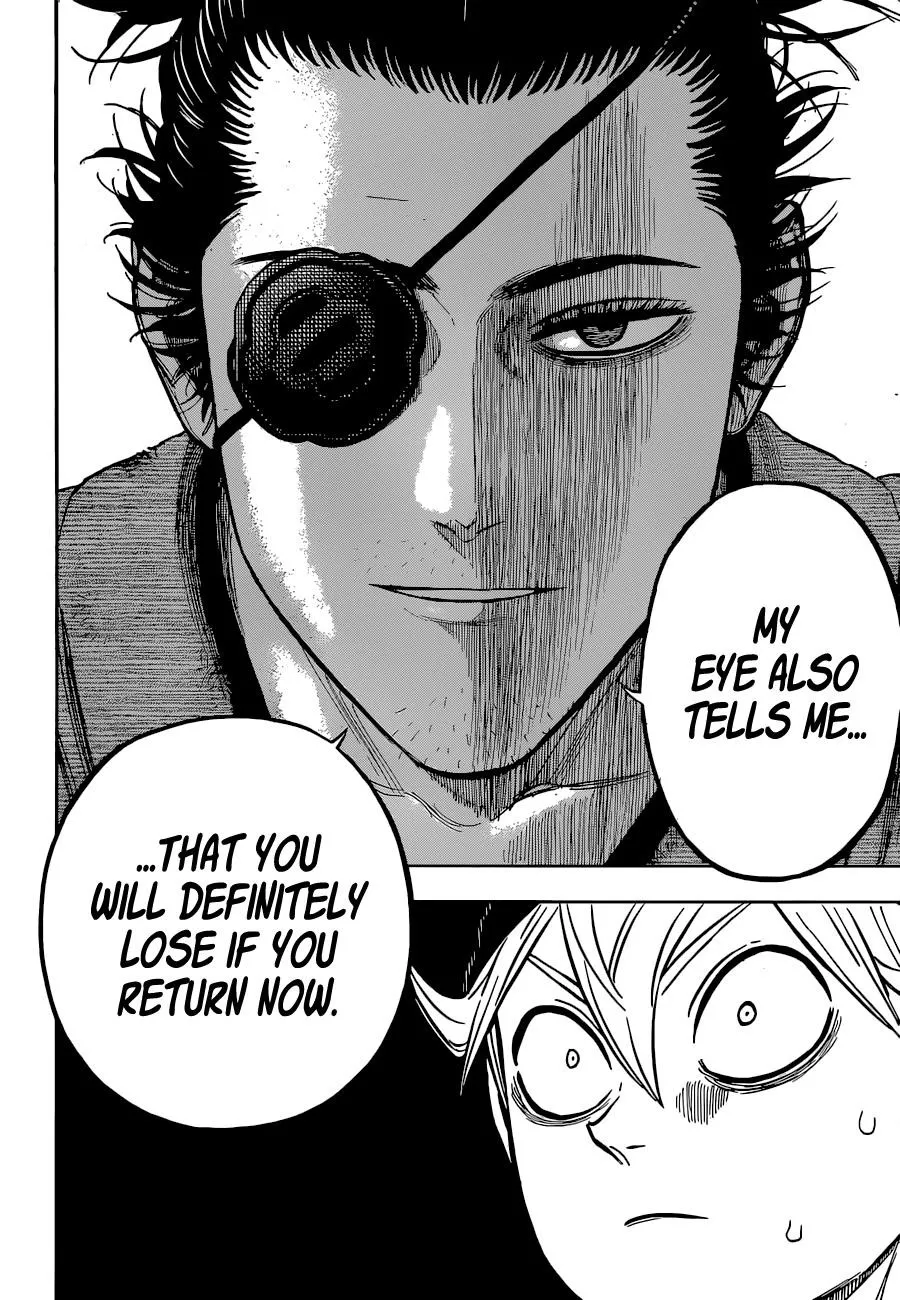 MY
EYE ALSO
TELLS ME...
...THAT YOU
WILL DEFINITELY
LOSE IF YOU
RETURN NOW.